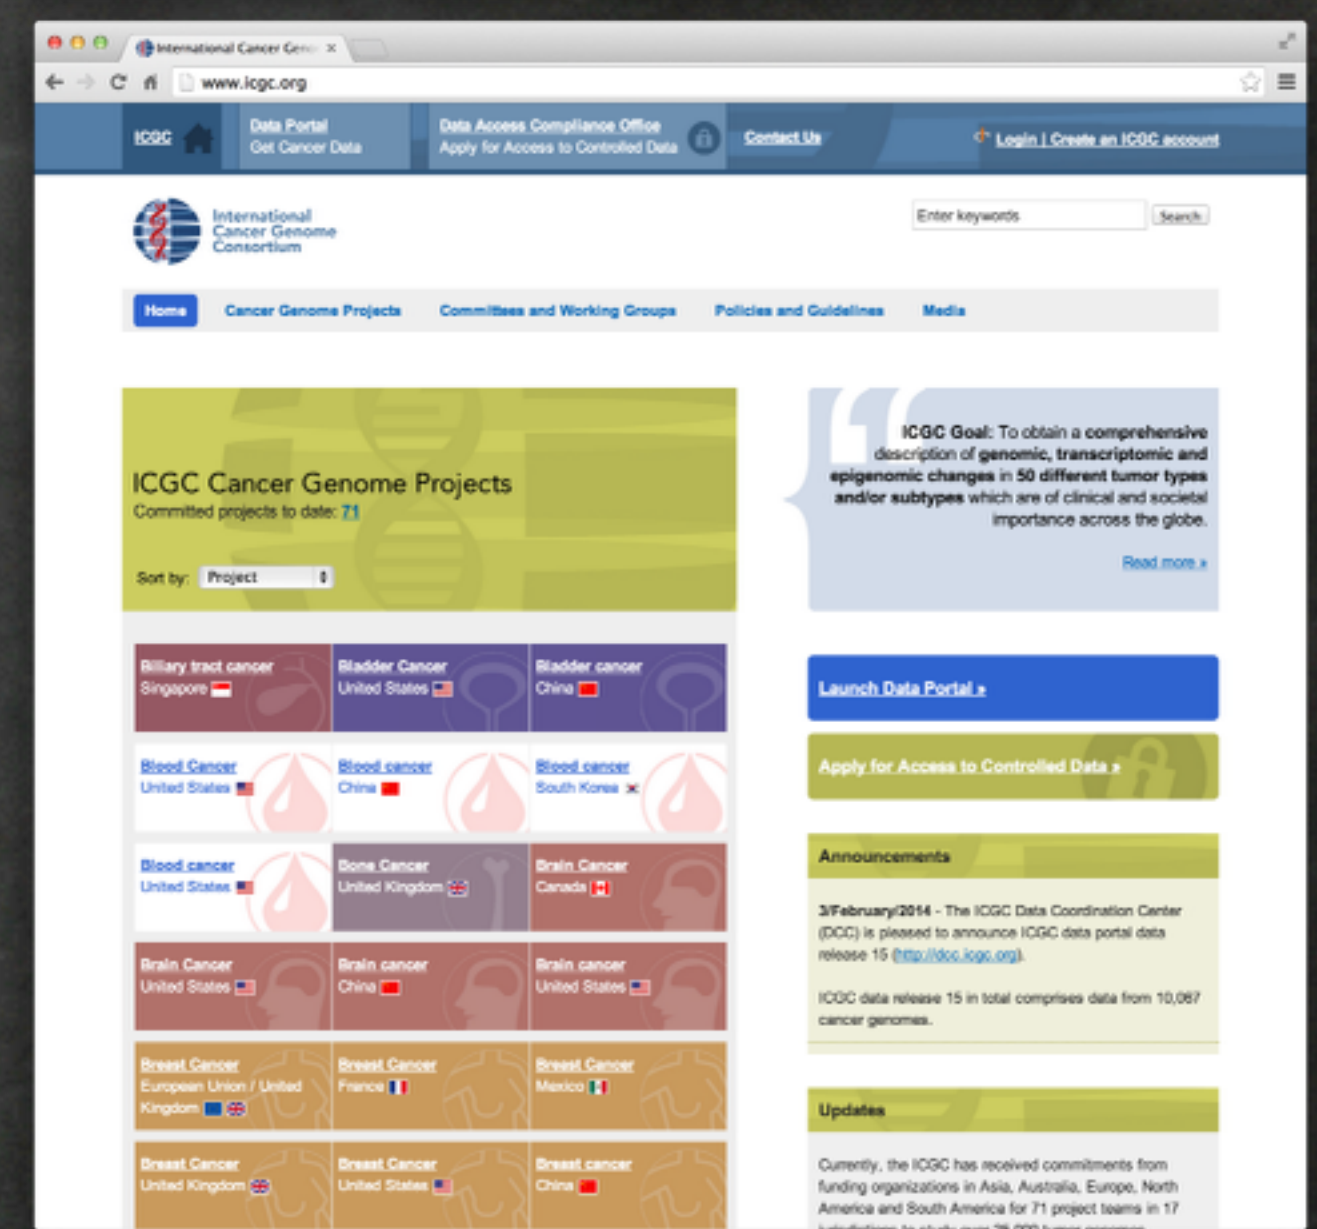 International Cancer Geno
www.icgc.org
ICGC
Data Portal
Get Cancer Data
Data Access Compliance Office
Apply for Access to Controlled Data
Contact Us
Login | Create an ICGC account
International
Cancer Genome
Consortium
Enter keywords
Search
Home
Cancer Genome Projects
Committees and Working Groups
Policies and Guidelines
Media
ICGC Cancer Genome Projects
Committed projects to date: 71
Sort by: Project
Biliary tract cancer
Singapore
Bladder Cancer
United States
Bladder cancer
China
Blood Cancer
United States
Blood cancer
China
Blood cancer
South Korea
Blood cancer
United States
Bone Cancer
United Kingdom
Brain Cancer
Canada
Brain Cancer
United States
Brain cancer
China
Brain cancer
United States
Breast Cancer
European Union / United
Kingdom
Breast Cancer
France
Breast Cancer
Mexico
Breast Cancer
United Kingdom
Breast Cancer
United States
Breast cancer
China
ICGC Goal: To obtain a comprehensive
description of genomic, transcriptomic and
epigenomic changes in 50 different tumor types
and/or subtypes which are of clinical and societal
importance across the globe.
Read more »
Launch Data Portal »
Apply for Access to Controlled Data »
Announcements
3/February/2014 - The ICGC Data Coordination Center
(DCC) is pleased to announce ICGC data portal data
release 15 (http://dcc.icgc.org).
ICGC data release 15 in total comprises data from 10,067
cancer genomes.
Updates
Currently, the ICGC has received commitments from
funding organizations in Asia, Australia, Europe, North
America and South America for 71 project teams in 17